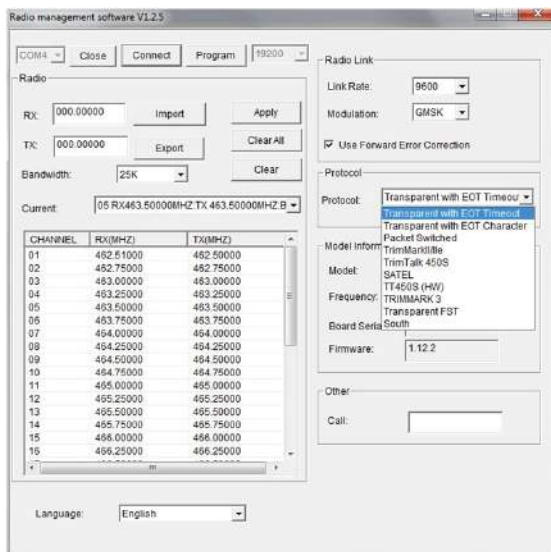 Radio management software V1.2.5
COM4 Close Connect Program 19200
Radio
RX: 000.00000 Import Apply
TX: 000.00000 Export Clear All
Bandwidth: 25K Clear
Current: 05 RX463.50000MHZ:TX 463.50000MHZ:B
CHANNEL RX(MHZ) TX(MHZ)
01 462.51000 462.50000
02 462.75000 462.75000
03 463.00000 463.00000
04 463.25000 463.25000
05 463.50000 463.50000
06 463.75000 463.75000
07 464.00000 464.00000
08 464.25000 464.25000
09 464.50000 464.50000
10 464.75000 464.75000
11 465.00000 465.00000
12 465.25000 465.25000
13 465.50000 465.50000
14 465.75000 465.75000
15 466.00000 466.00000
16 466.25000 466.25000
Language: English
Radio Link
Link Rate: 9600
Modulation: GMSK
Use Forward Error Correction
Protocol
Protocol: Transparent with EOT Timeout
Transparent with EOT Timeout
Transparent with EOT Character
Packet Switched
TrimMarkII/IIe
TrimTalk 450S
SATEL
TT450S (HW)
TRIMMARK 3
Transparent FST
South
Model Inform
Model:
Frequency:
Board Seria
Firmware: 1.12.2
Other
Call: